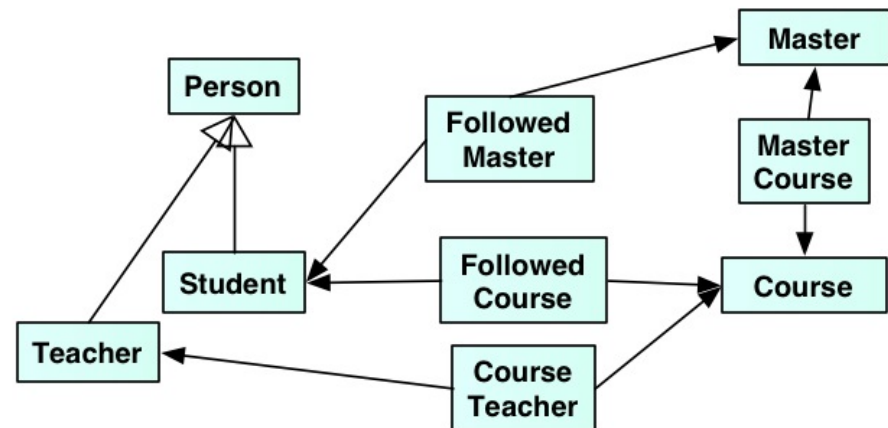 Master
Person
Followed
Master
Master
Course
Student
Followed
Course
Course
Teacher
Course
Teacher